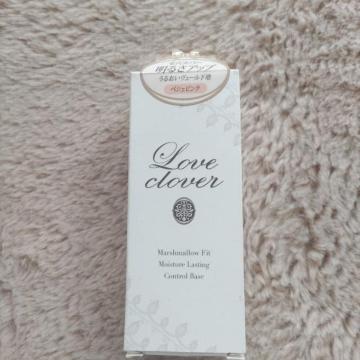 明るさアップ
うるおいヴェール下地
ベージュピンク
Love
clover
Marshmallow Fit
Moisture Lasting
Control Base